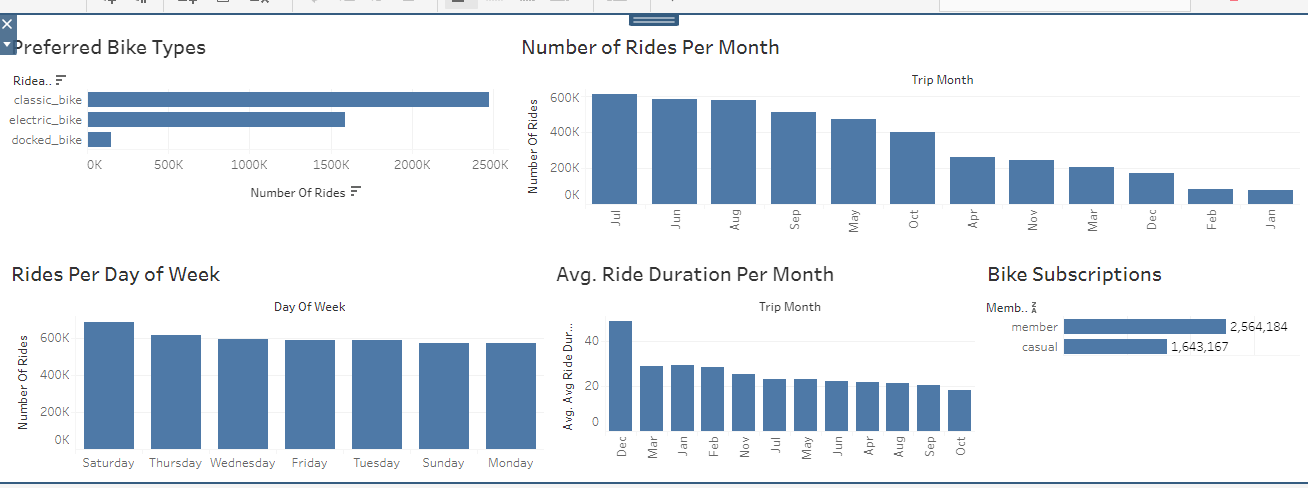 Preferred Bike Types
Ridea..
classic_bike
electric_bike
docked_bike
0K 500K 1000K 1500K 2000K 2500K
Number Of Rides
Number of Rides Per Month
Trip Month
Number Of Rides
600K
400K
200K
0K
Jul Jun Aug Sep May Oct Apr Nov Mar Dec Feb Jan
Rides Per Day of Week
Day Of Week
Number Of Rides
600K
400K
200K
0K
Saturday Thursday Wednesday Friday Tuesday Sunday Monday
Avg. Ride Duration Per Month
Trip Month
Avg. Avg Ride Dur...
40
20
0
Dec Mar Jan Feb Nov Jul May Jun Apr Aug Sep Oct
Bike Subscriptions
Memb..
member 2,564,184
casual 1,643,167